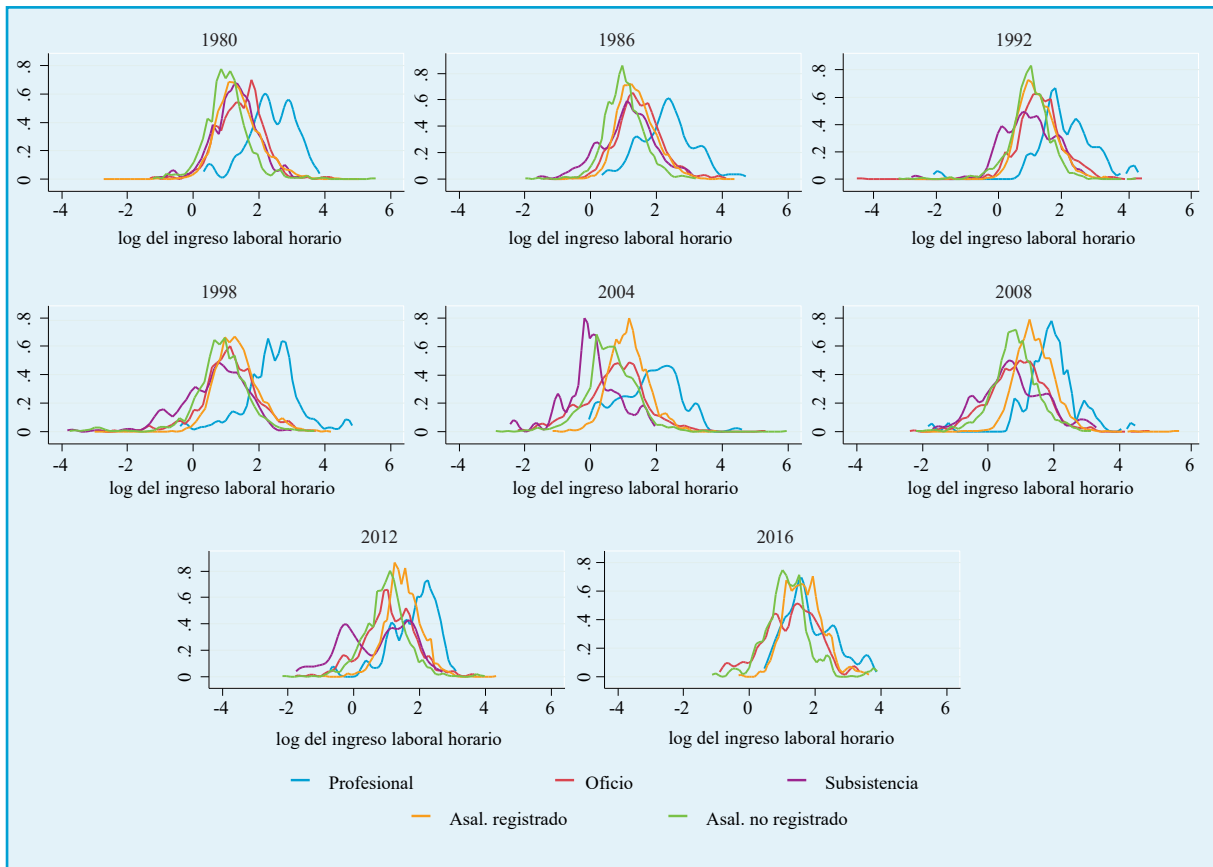 1980 1986 1992
.8 .8 .8
.6 .6 .6
.4 .4 .4
.2 .2 .2
0 0 0
-4 -2 0 2 4 6 -4 -2 0 2 4 6 -4 -2 0 2 4 6
log del ingreso laboral horario log del ingreso laboral horario log del ingreso laboral horario
1998 2004 2008
.8 .8 .8
.6 .6 .6
.4 .4 .4
.2 .2 .2
0 0 0
-4 -2 0 2 4 6 -4 -2 0 2 4 6 -4 -2 0 2 4 6
log del ingreso laboral horario log del ingreso laboral horario log del ingreso laboral horario
2012 2016
.8 .8
.6 .6
.4 .4
.2 .2
0 0
-4 -2 0 2 4 6 -4 -2 0 2 4 6
log del ingreso laboral horario log del ingreso laboral horario
Profesional Oficio Subsistencia
Asal. registrado Asal. no registrado